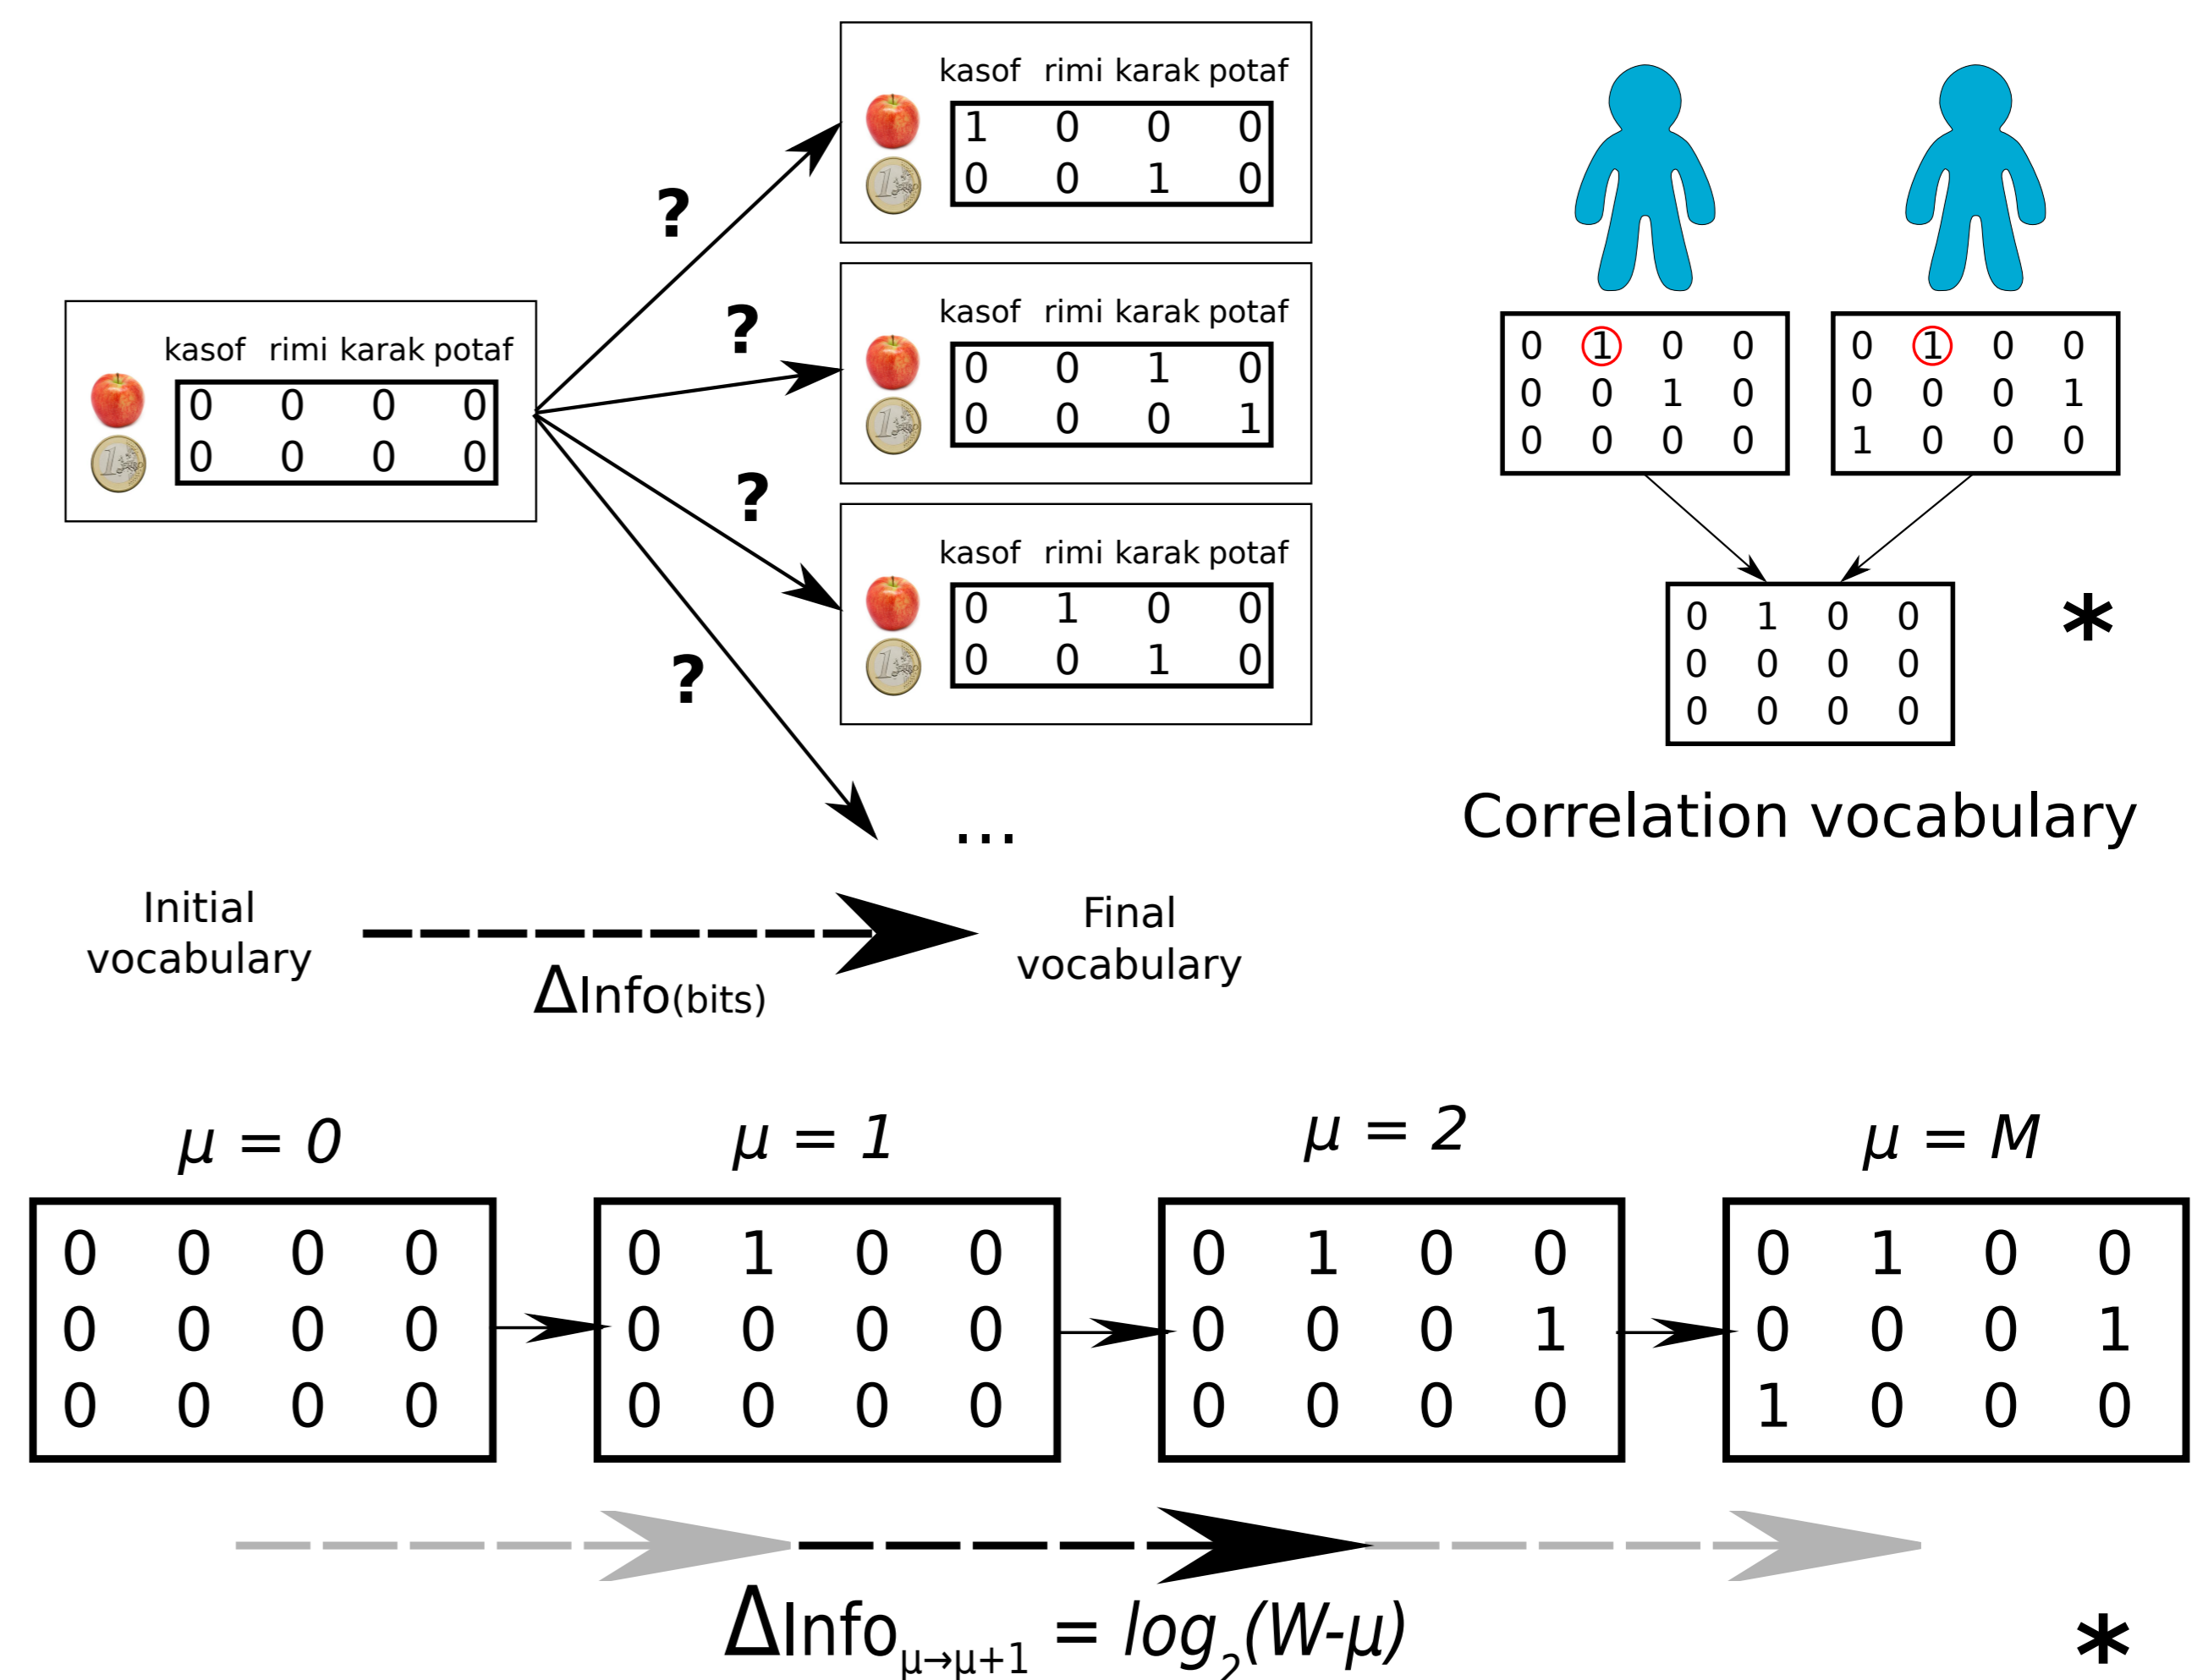 kasof rimi karak potaf
1 0 0 0
0 0 1 0
kasof rimi karak potaf
0 0 1 0
0 0 0 1
kasof rimi karak potaf
0 1 0 0
0 0 1 0
...
kasof rimi karak potaf
0 0 0 0
0 0 0 0
?
?
?
?
Initial
vocabulary
ΔInfo(bits)
Final
vocabulary
0 1 0 0
0 0 1 0
0 0 0 0
0 1 0 0
0 0 0 1
1 0 0 0
0 1 0 0
0 0 0 0
0 0 0 0
*
Correlation vocabulary
μ = 0
0 0 0 0
0 0 0 0
0 0 0 0
μ = 1
0 1 0 0
0 0 0 0
0 0 0 0
μ = 2
0 1 0 0
0 0 0 1
0 0 0 0
μ = M
0 1 0 0
0 0 0 1
1 0 0 0
ΔInfo μ→μ+1 = log2(W-μ)
*